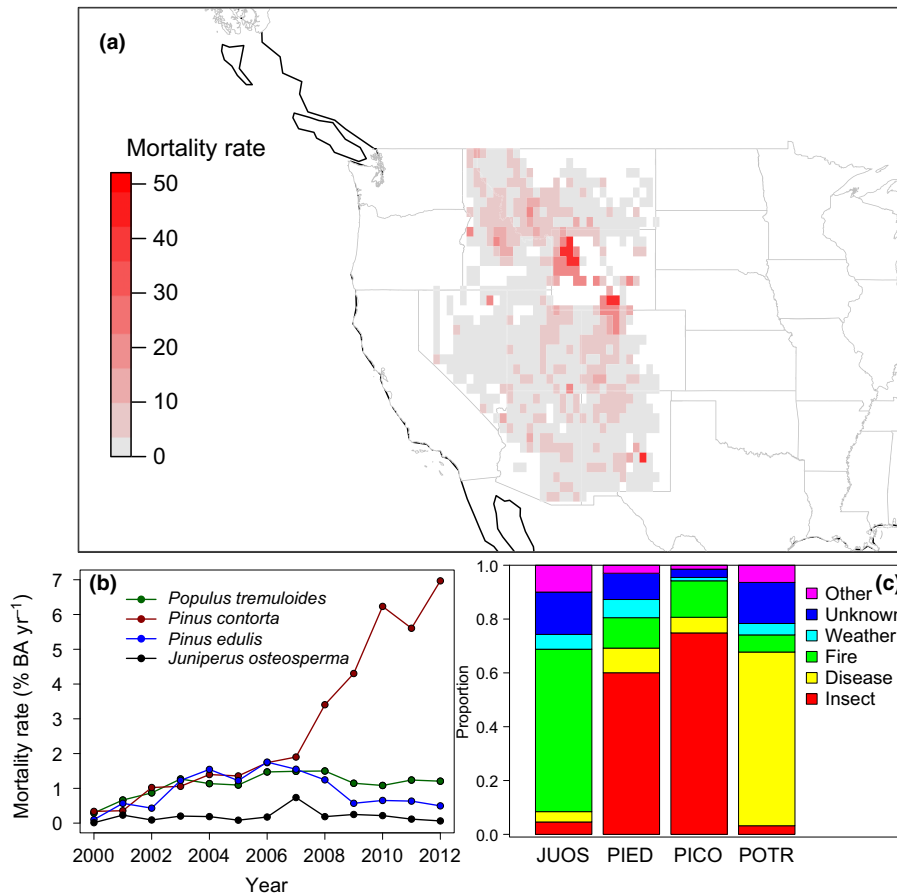 (a)
Mortality rate
50
40
30
20
10
0
(b)
7
6
5
4
3
2
1
0
Mortality rate (% BA yr⁻¹)
Populus tremuloides
Pinus contorta
Pinus edulis
Juniperus osteosperma
2000 2002 2004 2006 2008 2010 2012
Year
(c)
1.0
0.8
0.6
0.4
0.2
0.0
Proportion
Other
Unknown
Weather
Fire
Disease
Insect
JUOS PIED PICO POTR